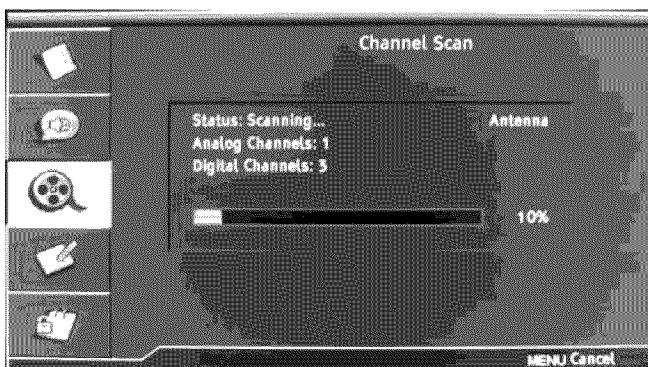 Channel Scan
Status: Scanning... Antenna
Analog Channels: 1
Digital Channels: 3
10%
MENU Cancel